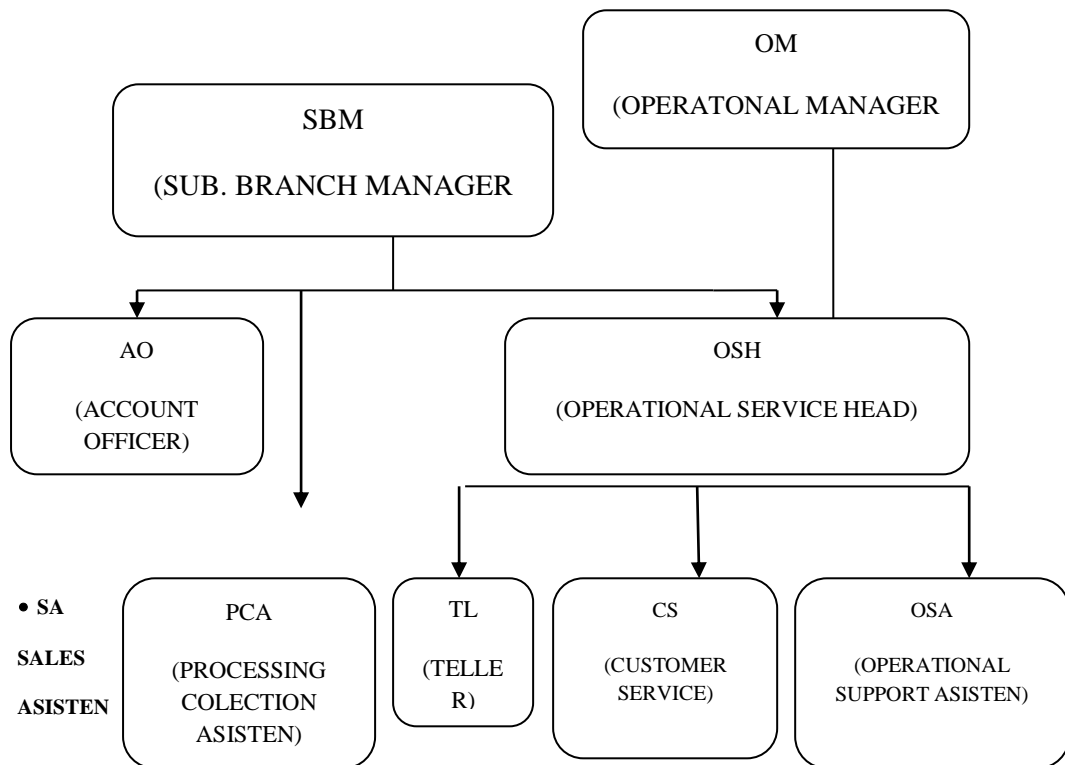 OM
(OPERATONAL MANAGER
SBM
(SUB. BRANCH MANAGER
AO
(ACCOUNT
OFFICER)
OSH
(OPERATIONAL SERVICE HEAD)
• SA
SALES
ASISTEN
PCA
(PROCESSING
COLECTION
ASISTEN)
TL
(TELLE
R)
CS
(CUSTOMER
SERVICE)
OSA
(OPERATIONAL
SUPPORT ASISTEN)